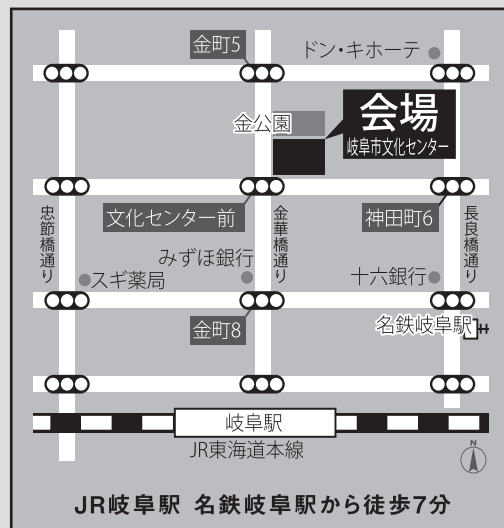 金町5
ドン・キホーテ
金公園
会場
岐阜市文化センター
忠節橋通り
文化センター前
金華橋通り
神田町6
長良橋通り
みずほ銀行
スギ薬局
十六銀行
金町8
名鉄岐阜駅
岐阜駅
JR東海道本線
N
JR岐阜駅 名鉄岐阜駅から徒歩7分